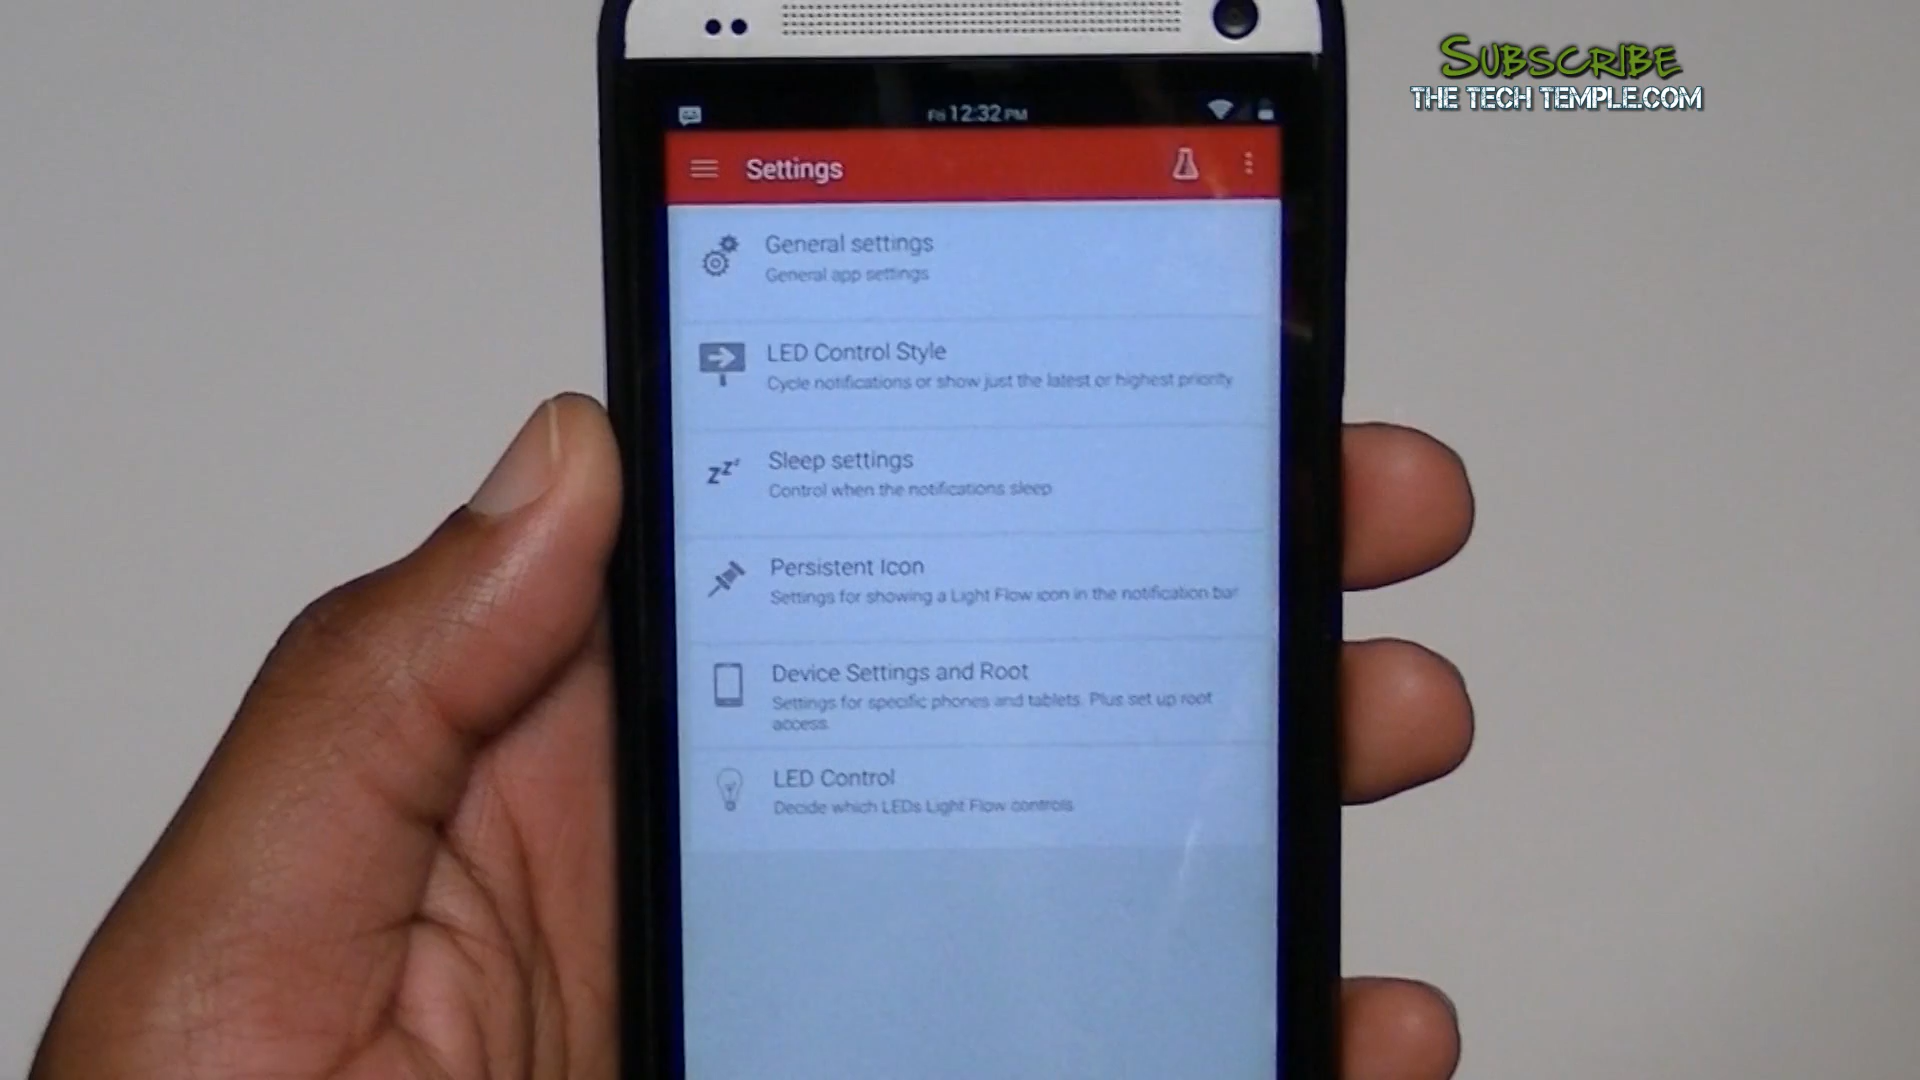 SUBSCRIBE
THE TECH TEMPLE.COM
Fri 12:32 PM
Settings
General settings
General app settings
LED Control Style
Cycle notifications or show just the latest or highest priority
zzz
Sleep settings
Control when the notifications sleep
Persistent Icon
Settings for showing a Light Flow icon in the notification bar
Device Settings and Root
Settings for specific phones and tablets. Plus set up root
access.
LED Control
Decide which LEDs Light Flow controls